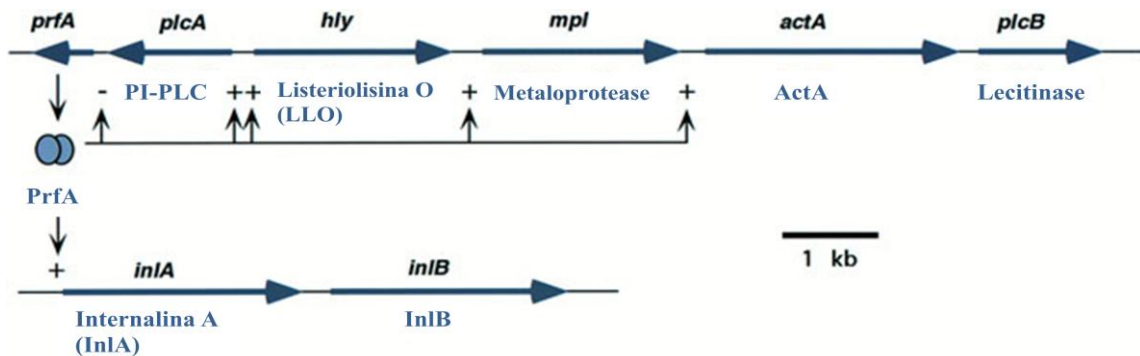 prfA plcA hly mpl actA plcB
- PI-PLC ++ Listeriolisina O + Metaloprotease + ActA Lecitinase
(LLO)
PrfA
1 kb
+ inlA inlB
Internalina A InlB
(InlA)